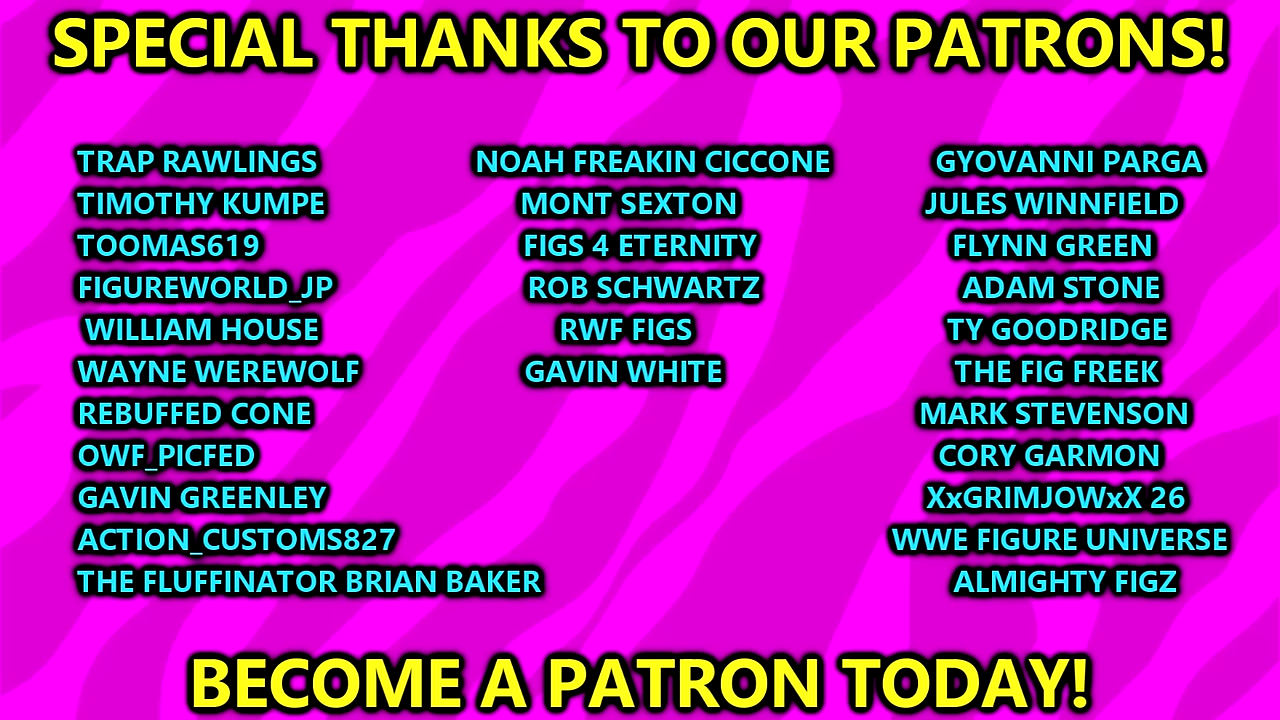 SPECIAL THANKS TO OUR PATRONS!
TRAP RAWLINGS
TIMOTHY KUMPE
TOOMAS619
FIGUREWORLD_JP
WILLIAM HOUSE
WAYNE WEREWOLF
REBUFFED CONE
OWF_PICFED
GAVIN GREENLEY
ACTION_CUSTOMS827
THE FLUFFINATOR BRIAN BAKER
NOAH FREAKIN CICCONE
MONT SEXTON
FIGS 4 ETERNITY
ROB SCHWARTZ
RWF FIGS
GAVIN WHITE
GYOVANNI PARGA
JULES WINNFIELD
FLYNN GREEN
ADAM STONE
TY GOODRIDGE
THE FIG FREEK
MARK STEVENSON
CORY GARMON
XxGRIMJOWxX 26
WWE FIGURE UNIVERSE
ALMIGHTY FIGZ
BECOME A PATRON TODAY!